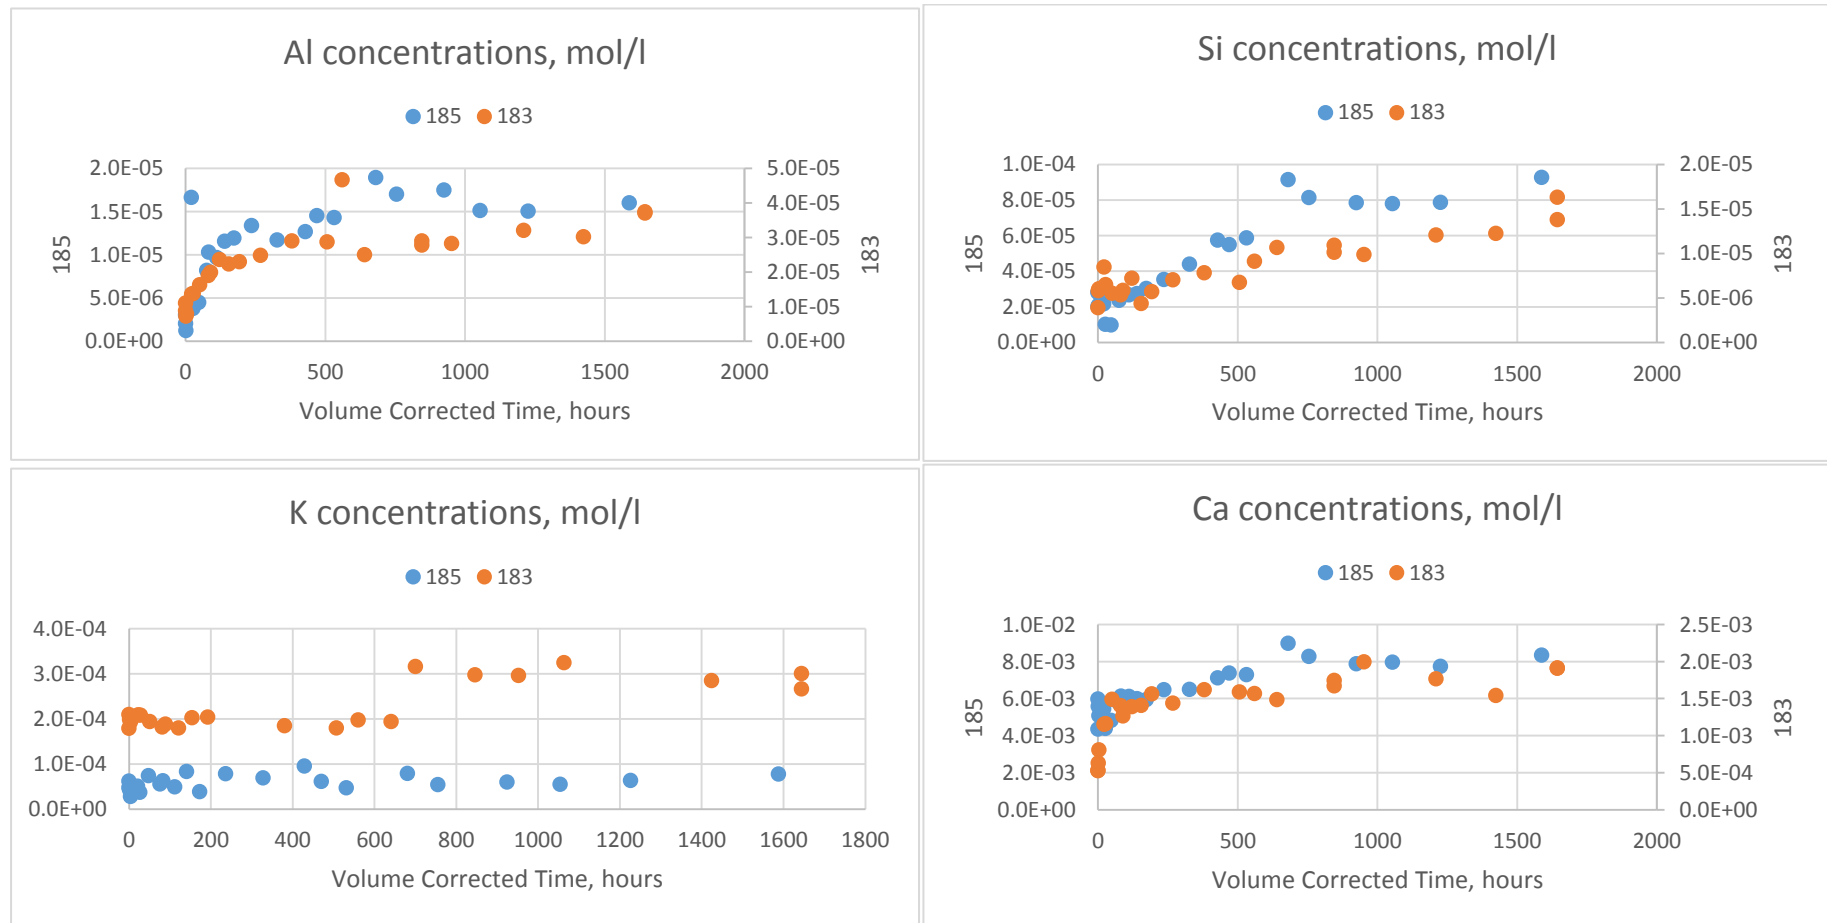 Al concentrations, mol/l
185 183
2.0E-05
1.5E-05
1.0E-05
5.0E-06
0.0E+00
5.0E-05
4.0E-05
3.0E-05
2.0E-05
1.0E-05
0.0E+00
185
183
0 500 1000 1500 2000
Volume Corrected Time, hours
Si concentrations, mol/l
185 183
1.0E-04
8.0E-05
6.0E-05
4.0E-05
2.0E-05
0.0E+00
2.0E-05
1.5E-05
1.0E-05
5.0E-06
0.0E+00
185
183
0 500 1000 1500 2000
Volume Corrected Time, hours
K concentrations, mol/l
185 183
4.0E-04
3.0E-04
2.0E-04
1.0E-04
0.0E+00
0 200 400 600 800 1000 1200 1400 1600 1800
Volume Corrected Time, hours
Ca concentrations, mol/l
185 183
1.0E-02
8.0E-03
6.0E-03
4.0E-03
2.0E-03
0.0E+00
2.5E-03
2.0E-03
1.5E-03
1.0E-03
5.0E-04
0.0E+00
185
183
0 500 1000 1500 2000
Volume Corrected Time, hours